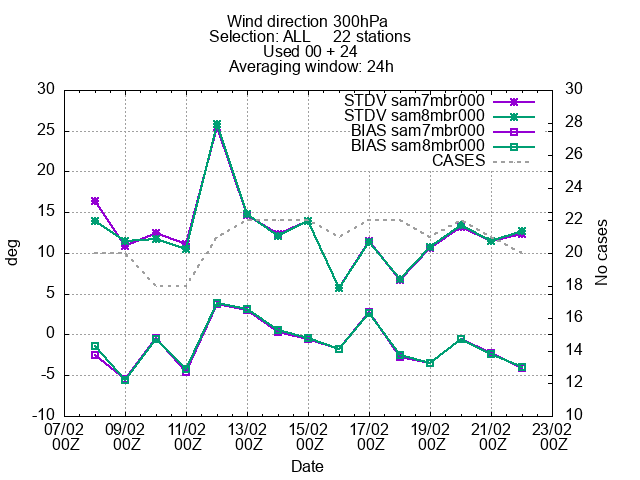 Wind direction 300hPa
Selection: ALL 22 stations
Used 00 + 24
Averaging window: 24h
STDV sam7mbr000
STDV sam8mbr000
BIAS sam7mbr000
BIAS sam8mbr000
CASES
30
25
20
15
10
5
0
-5
-10
deg
30
28
26
24
22
20
18
16
14
12
10
No cases
07/02 09/02 11/02 13/02 15/02 17/02 19/02 21/02 23/02
00Z 00Z 00Z 00Z 00Z 00Z 00Z 00Z 00Z
Date